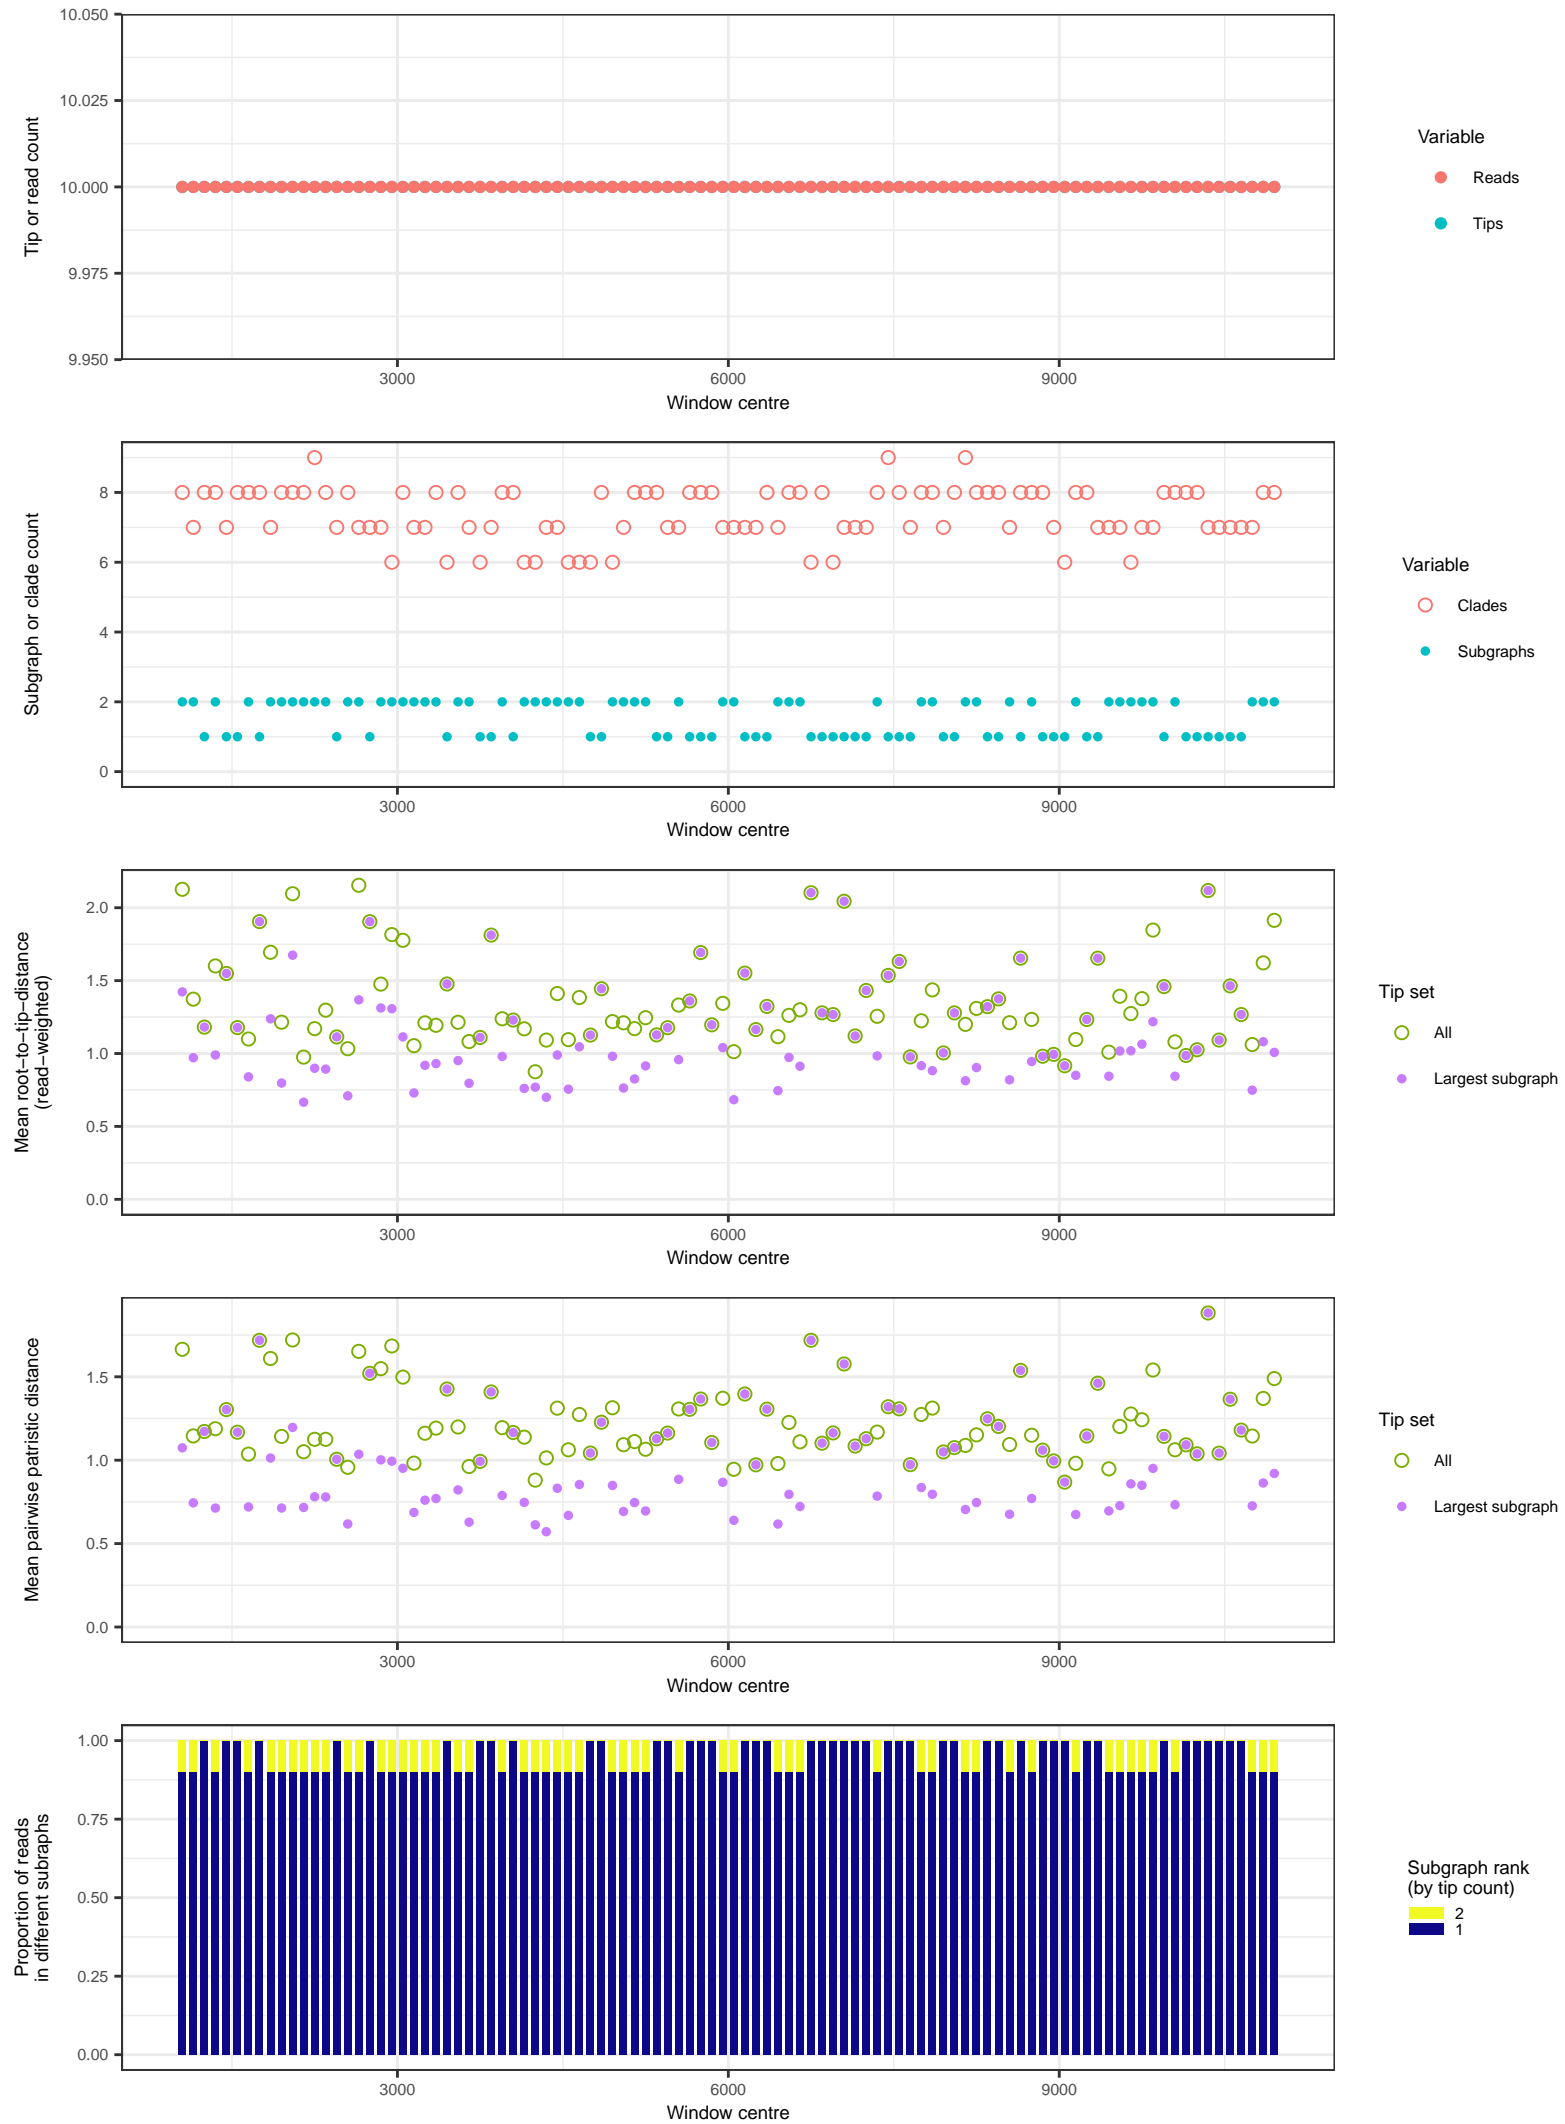 10.050
10.025
10.000
9.975
9.950
Tip or read count
3000
6000
9000
Window centre
Variable
Reads
Tips
8
6
4
2
0
Subgraph or clade count
3000
6000
9000
Window centre
Variable
Clades
Subgraphs
2.0
1.5
1.0
0.5
0.0
Mean root−to−tip−distance
(read−weighted)
3000
6000
9000
Window centre
Tip set
All
Largest subgraph
1.5
1.0
0.5
0.0
Mean pairwise patristic distance
3000
6000
9000
Window centre
Tip set
All
Largest subgraph
1.00
0.75
0.50
0.25
0.00
Proportion of reads
in different subraphs
3000
6000
9000
Window centre
Subgraph rank
(by tip count)
2
1